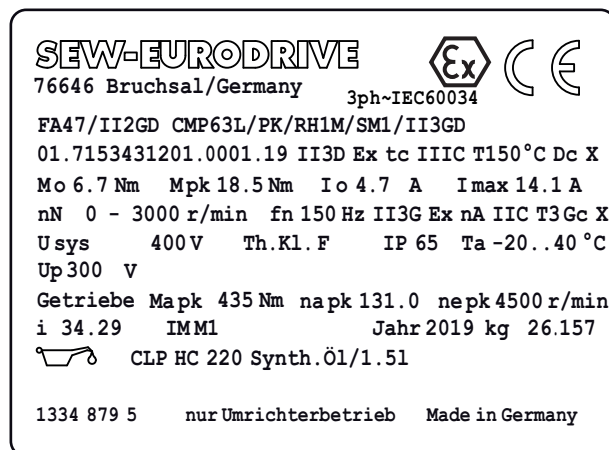 SEW-EURODRIVE
Ex CE
76646 Bruchsal/Germany
3ph~IEC60034
FA47/II2GD CMP63L/PK/RH1M/SM1/II3GD
01.7153431201.0001.19 II3D Ex tc IIIC T150°C Dc X
Mo 6.7 Nm Mpk 18.5 Nm Io 4.7 A Imax 14.1 A
nN 0 - 3000 r/min fn 150 Hz II3G Ex nA IIC T3 Gc X
Usys 400 V Th.Kl. F IP 65 Ta -20..40 °C
Up 300 V
Getriebe Mapk 435 Nm napk 131.0 nepk 4500 r/min
i 34.29 IM M1 Jahr 2019 kg 26.157
CLP HC 220 Synth.Öl/1.5l
1334 879 5 nur Umrichterbetrieb Made in Germany